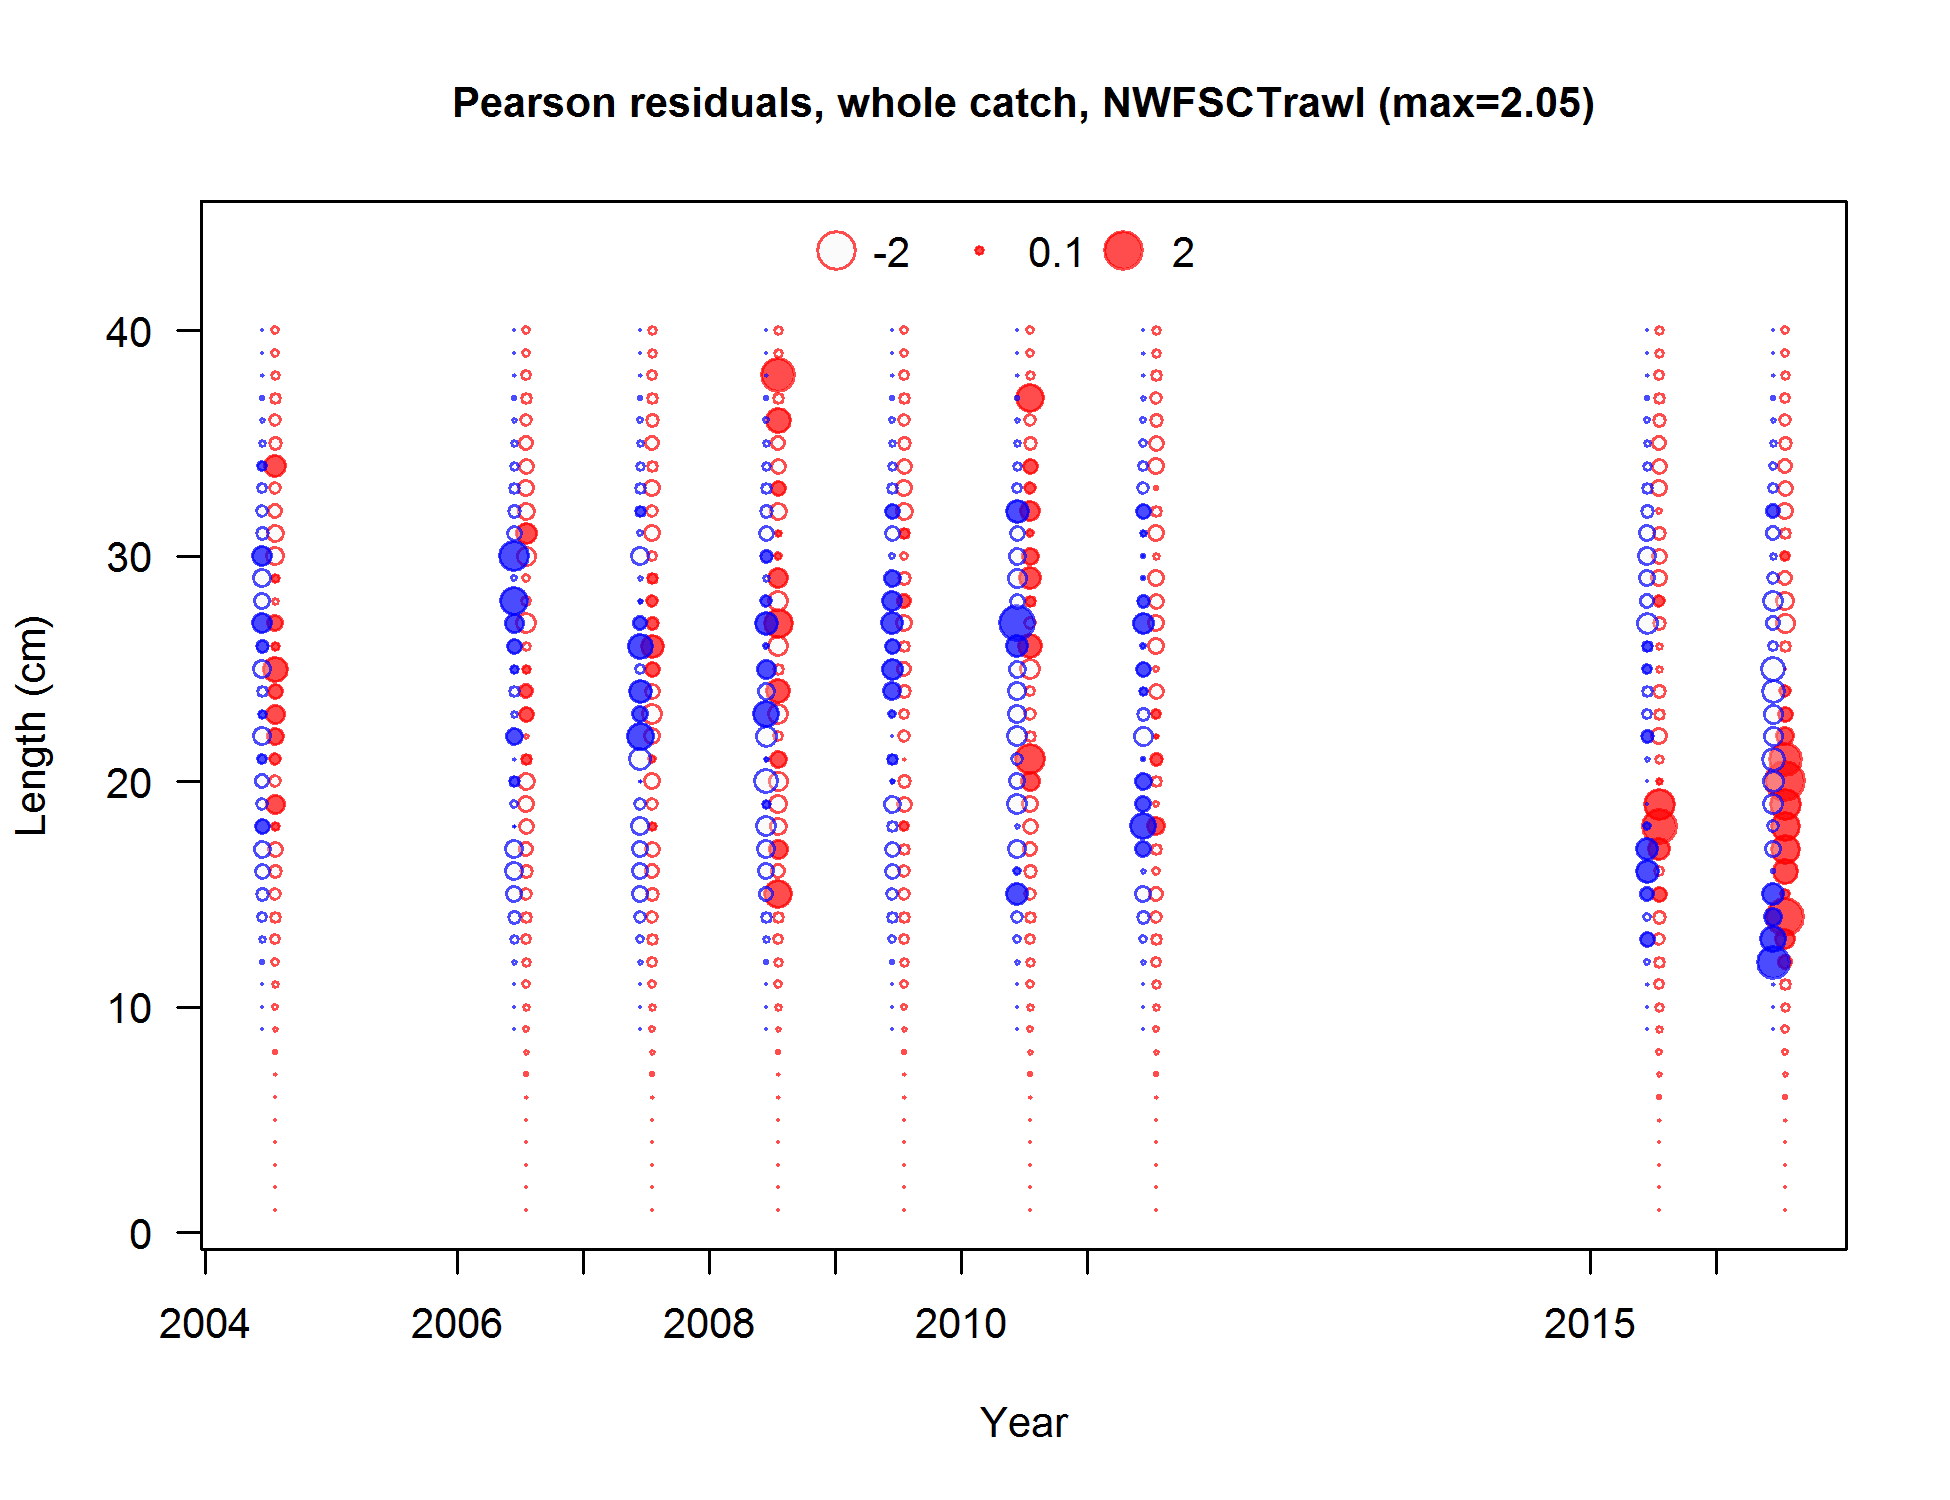 Pearson residuals, whole catch, NWFSCTrawl (max=2.05)
-2 0.1 2
40
30
20
10
0
Length (cm)
2004 2006 2008 2010 2015
Year